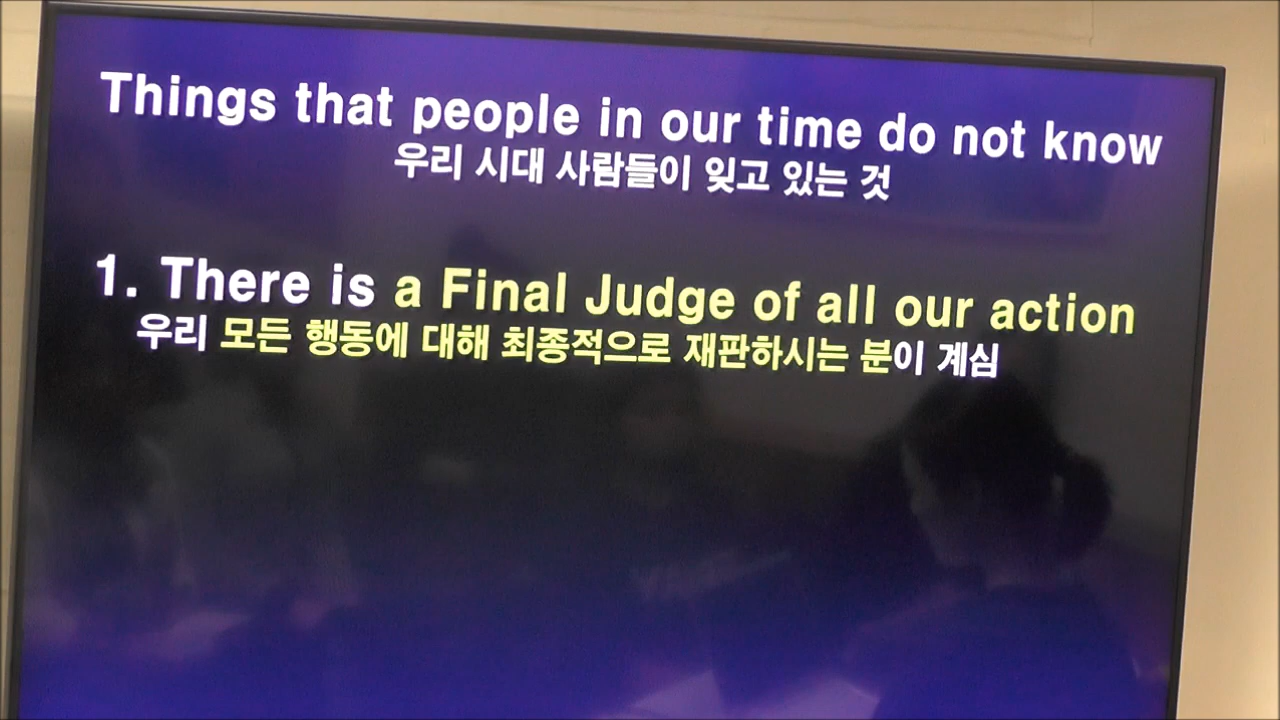 Things that people in our time do not know
우리 시대 사람들이 잊고 있는 것
1. There is a Final Judge of all our action
우리 모든 행동에 대해 최종적으로 재판하시는 분이 계심